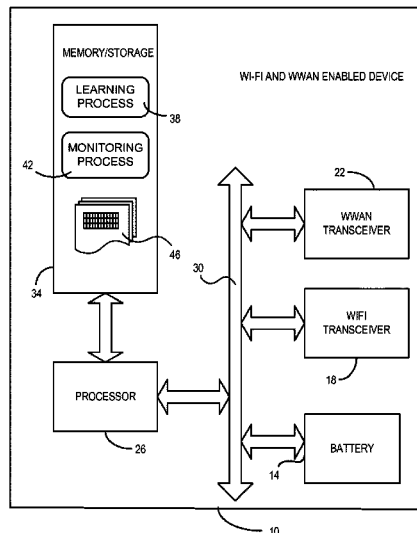 MEMORY/STORAGE
LEARNING
PROCESS
38
MONITORING
PROCESS
42
46
34
PROCESSOR
26
WI-FI AND WWAN ENABLED DEVICE
22
WWAN
TRANSCEIVER
30
WIFI
TRANSCEIVER
18
BATTERY
14
10